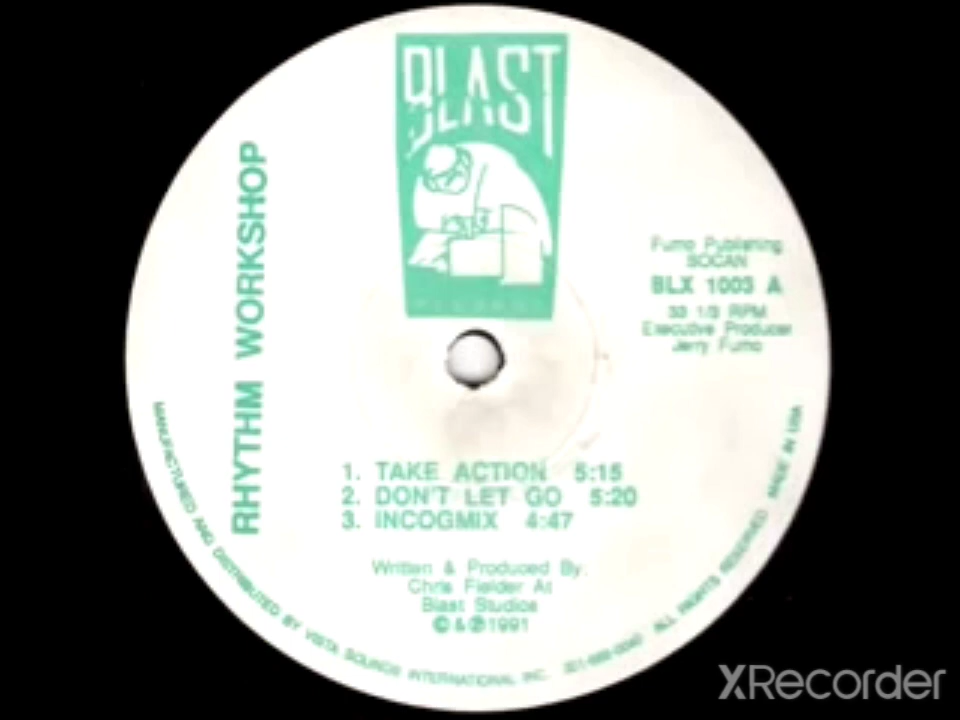 BLAST
RHYTHM WORKSHOP
Fumo Publishing
SOCAN
BLX 1003 A
33 1/3 RPM
Executive Producer
Jerry Fumo
1. TAKE ACTION 5:15
2. DON'T LET GO 5:20
3. INCOGMIX 4:47
Written & Produced By:
Chris Fielder At
Blast Studios
©&℗1991
MANUFACTURED AND DISTRIBUTED BY VISTA SOUNDS INTERNATIONAL INC. ALL RIGHTS RESERVED MADE IN USA
XRecorder